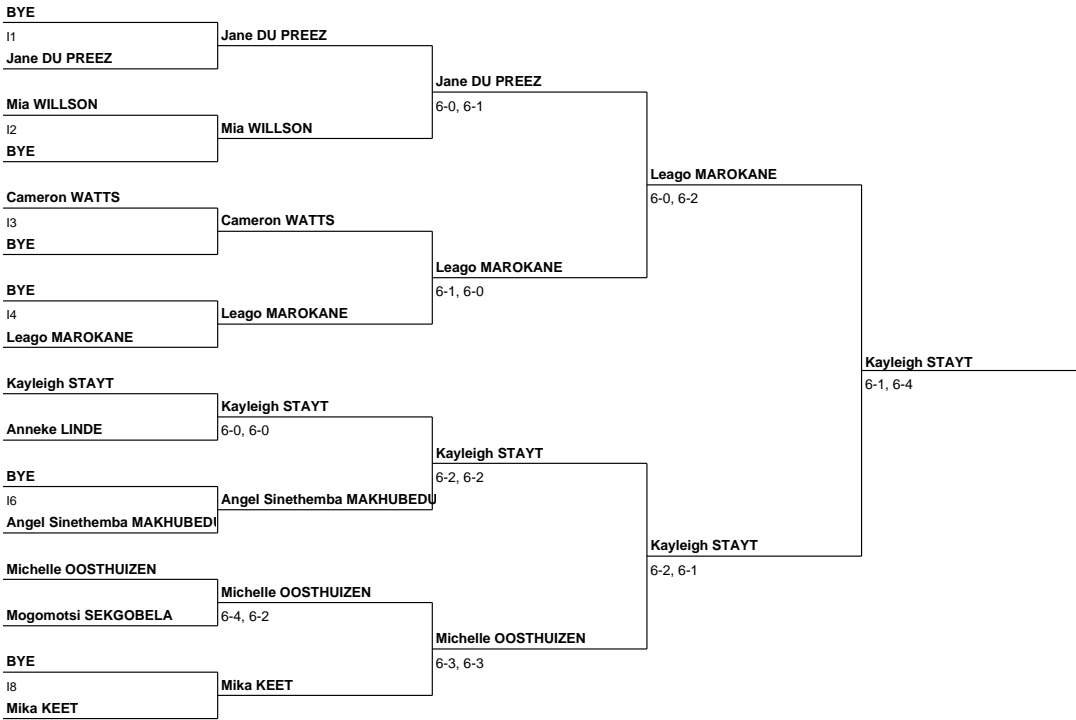 BYE
I1
Jane DU PREEZ
Mia WILLSON
I2
BYE
Cameron WATTS
I3
BYE
BYE
I4
Leago MAROKANE
Kayleigh STAYT
Anneke LINDE
BYE
I6
Angel Sinethemba MAKHUBEDU
Michelle OOSTHUIZEN
Mogomotsi SEKGOBELA
BYE
I8
Mika KEET
Jane DU PREEZ
Mia WILLSON
Cameron WATTS
Leago MAROKANE
Kayleigh STAYT
6-0, 6-0
Angel Sinethemba MAKHUBEDU
Michelle OOSTHUIZEN
6-4, 6-2
Mika KEET
Jane DU PREEZ
6-0, 6-1
Leago MAROKANE
6-1, 6-0
Kayleigh STAYT
6-2, 6-2
Michelle OOSTHUIZEN
6-3, 6-3
Leago MAROKANE
6-0, 6-2
Kayleigh STAYT
6-2, 6-1
Kayleigh STAYT
6-1, 6-4